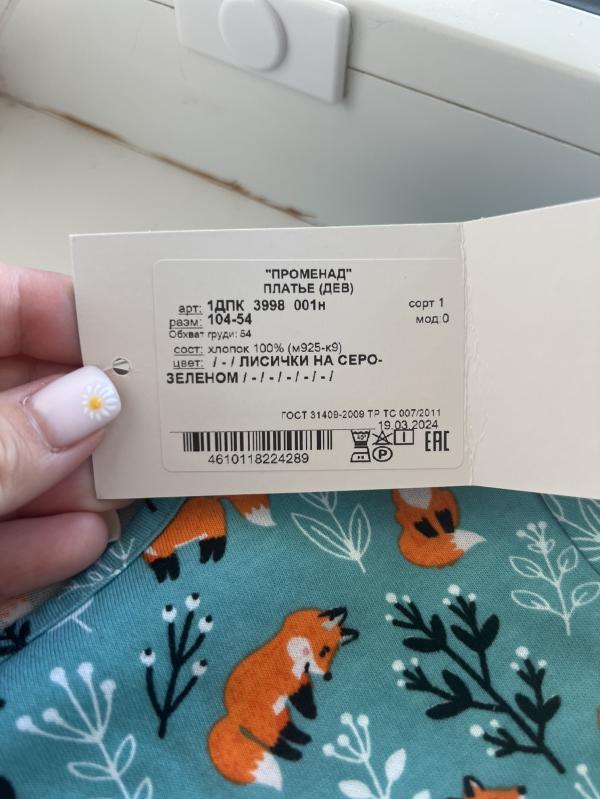 "ПРОМЕНАД"
ПЛАТЬЕ (ДЕВ)
арт: 1ДПК 3998 001н сорт 1
разм: 104-54 мод:0
Обхват груди: 54
сост: хлопок 100% (м925-к9)
цвет: / - / ЛИСИЧКИ НА СЕРО-
ЗЕЛЕНОМ / - / - / - / - / - /
ГОСТ 31409-2009 ТР ТС 007/2011
19.03.2024
4610118224289
P EAC